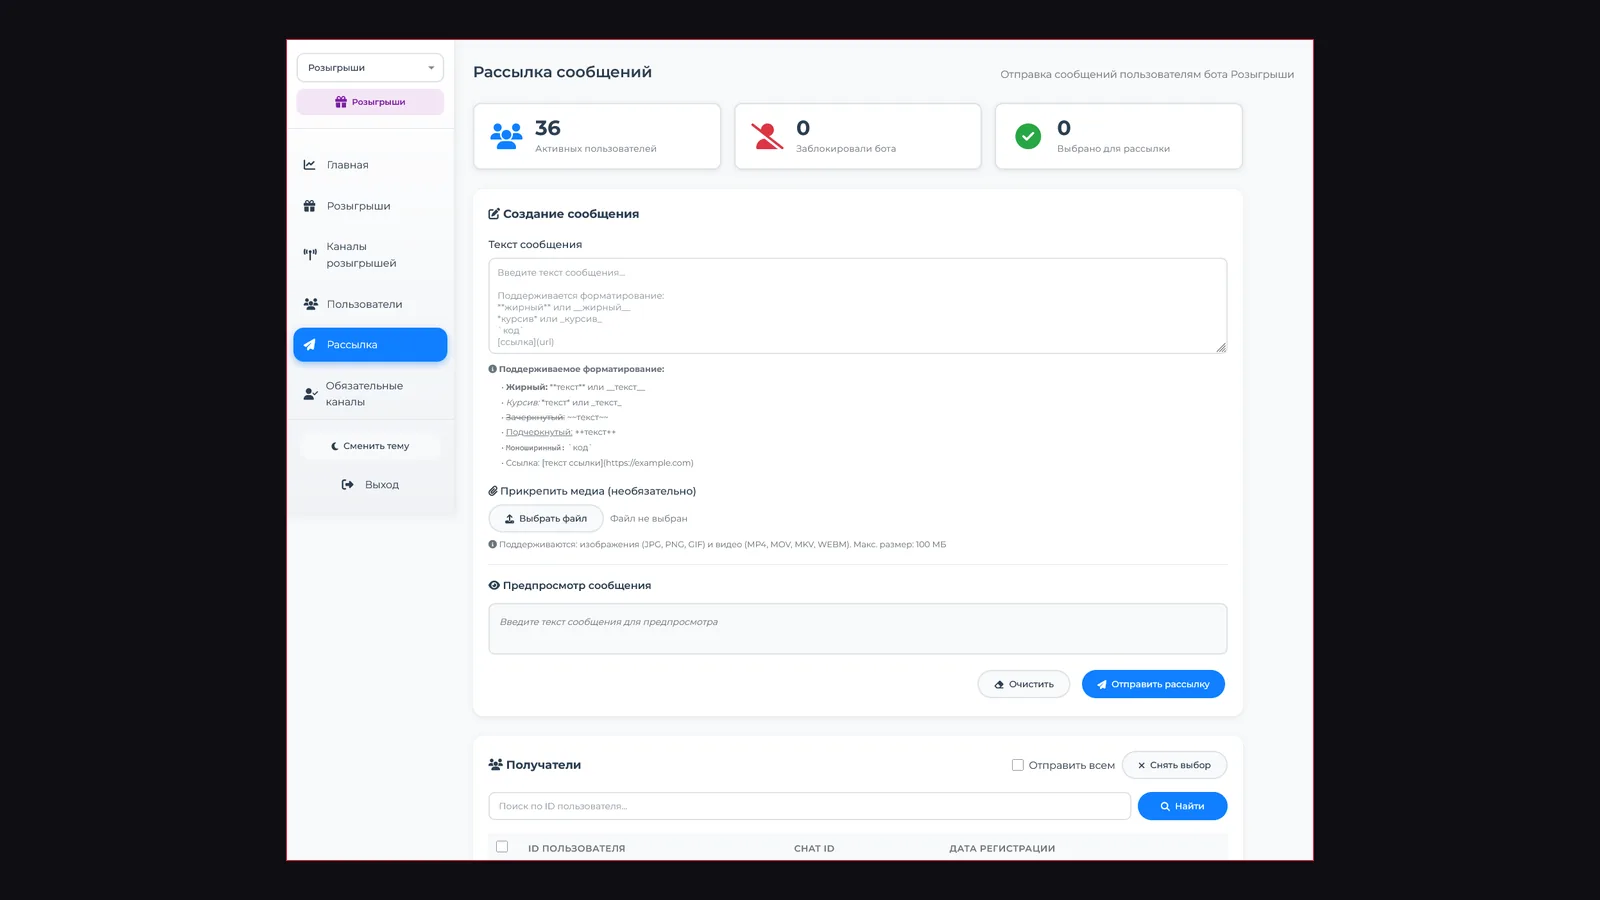 Розыгрыши
Розыгрыши
Главная
Розыгрыши
Каналы
розыгрышей
Пользователи
Рассылка
Обязательные
каналы
Сменить тему
Выход
Рассылка сообщений
Отправка сообщений пользователям бота Розыгрыши
36
Активных пользователей
0
Заблокировали бота
0
Выбрано для рассылки
Создание сообщения
Текст сообщения
Введите текст сообщения...
Поддерживается форматирование:
**жирный** или __жирный__
*курсив* или _курсив_
`код`
[ссылка](url)
Поддерживаемое форматирование:
• Жирный: **текст** или __текст__
• Курсив: *текст* или _текст_
• Зачеркнутый: ~~текст~~
• Подчеркнутый: ++текст++
• Моноширинный: `код`
• Ссылка: [текст ссылки](https://example.com)
Прикрепить медиа (необязательно)
Выбрать файл Файл не выбран
Поддерживаются: изображения (JPG, PNG, GIF) и видео (MP4, MOV, MKV, WEBM). Макс. размер: 100 МБ
Предпросмотр сообщения
Введите текст сообщения для предпросмотра
Очистить Отправить рассылку
Получатели
Отправить всем Снять выбор
Поиск по ID пользователя...
Найти
ID ПОЛЬЗОВАТЕЛЯ CHAT ID ДАТА РЕГИСТРАЦИИ